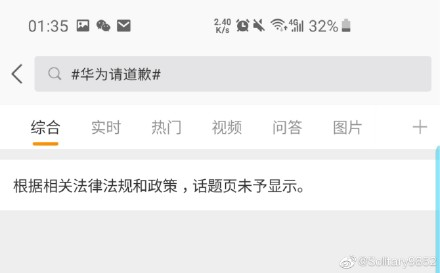 01:35 2.40 K/s 4G 32%
#华为请道歉#
综合 实时 热门 视频 问答 图片
根据相关法律法规和政策，话题页未予显示。
@Solitary9852